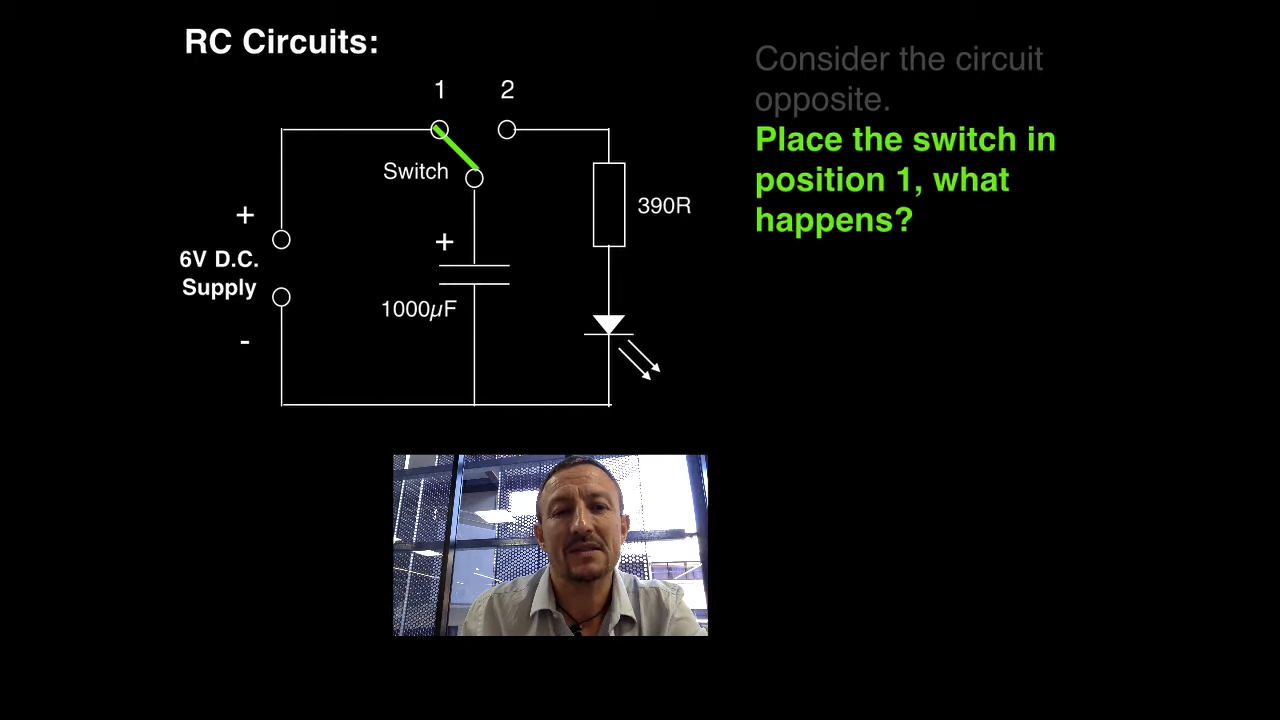 RC Circuits:
1
2
Switch
+
6V D.C.
Supply
-
+
1000µF
390R
Consider the circuit
opposite.
Place the switch in
position 1, what
happens?